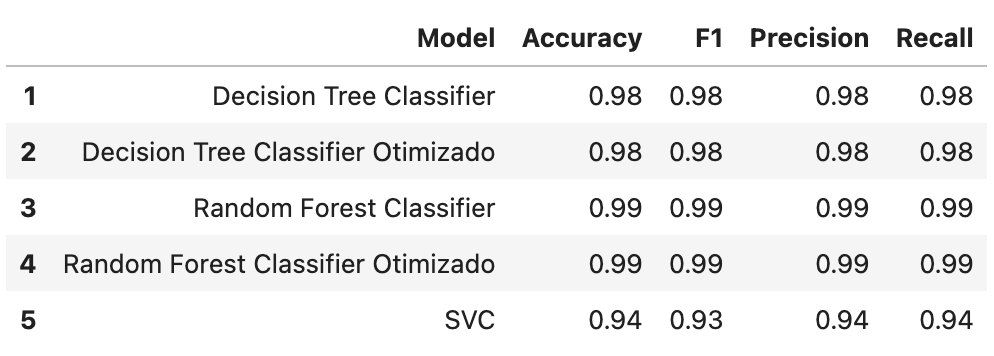 Model Accuracy F1 Precision Recall
1 Decision Tree Classifier 0.98 0.98 0.98 0.98
2 Decision Tree Classifier Otimizado 0.98 0.98 0.98 0.98
3 Random Forest Classifier 0.99 0.99 0.99 0.99
4 Random Forest Classifier Otimizado 0.99 0.99 0.99 0.99
5 SVC 0.94 0.93 0.94 0.94